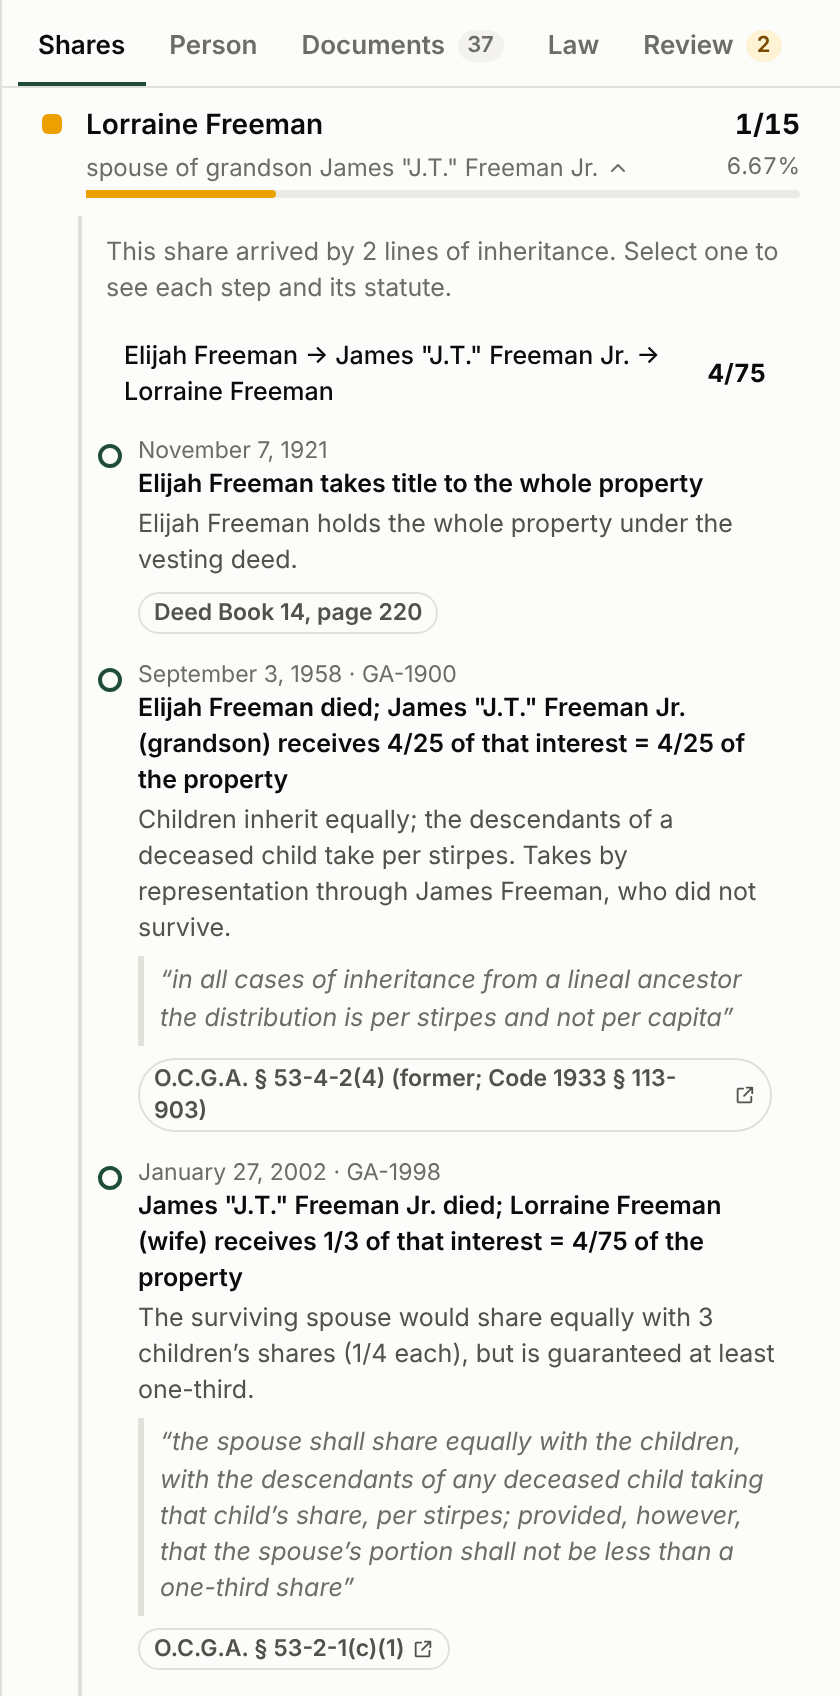 Shares Person Documents 37 Law Review 2
Lorraine Freeman 1/15
spouse of grandson James "J.T." Freeman Jr. 6.67%
This share arrived by 2 lines of inheritance. Select one to
see each step and its statute.
Elijah Freeman → James "J.T." Freeman Jr. →
Lorraine Freeman
4/75
November 7, 1921
Elijah Freeman takes title to the whole property
Elijah Freeman holds the whole property under the
vesting deed.
Deed Book 14, page 220
September 3, 1958 · GA-1900
Elijah Freeman died; James "J.T." Freeman Jr.
(grandson) receives 4/25 of that interest = 4/25 of
the property
Children inherit equally; the descendants of a
deceased child take per stirpes. Takes by
representation through James Freeman, who did not
survive.
“in all cases of inheritance from a lineal ancestor
the distribution is per stirpes and not per capita”
O.C.G.A. § 53-4-2(4) (former; Code 1933 § 113-
903)
January 27, 2002 · GA-1998
James "J.T." Freeman Jr. died; Lorraine Freeman
(wife) receives 1/3 of that interest = 4/75 of the
property
The surviving spouse would share equally with 3
children’s shares (1/4 each), but is guaranteed at least
one-third.
“the spouse shall share equally with the children,
with the descendants of any deceased child taking
that child’s share, per stirpes; provided, however,
that the spouse’s portion shall not be less than a
one-third share”
O.C.G.A. § 53-2-1(c)(1)